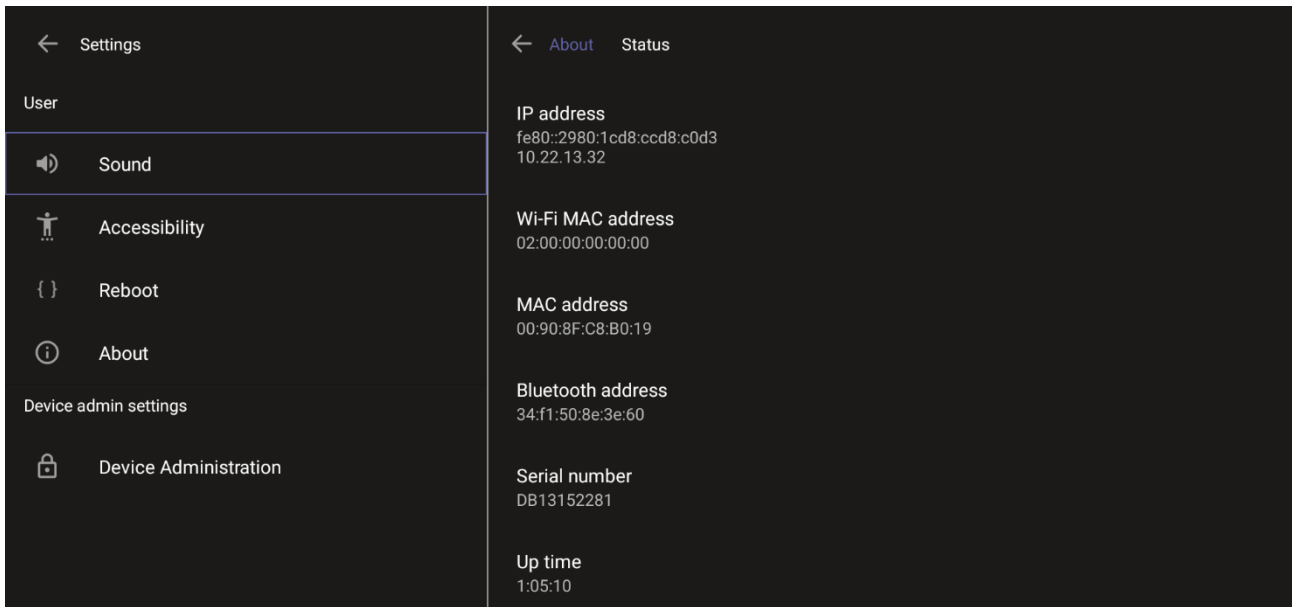 Settings
User
Sound
Accessibility
{ } Reboot
About
Device admin settings
Device Administration
About Status
IP address
fe80::2980:1cd8:ccd8:c0d3
10.22.13.32
Wi-Fi MAC address
02:00:00:00:00:00
MAC address
00:90:8F:C8:B0:19
Bluetooth address
34:f1:50:8e:3e:60
Serial number
DB13152281
Up time
1:05:10